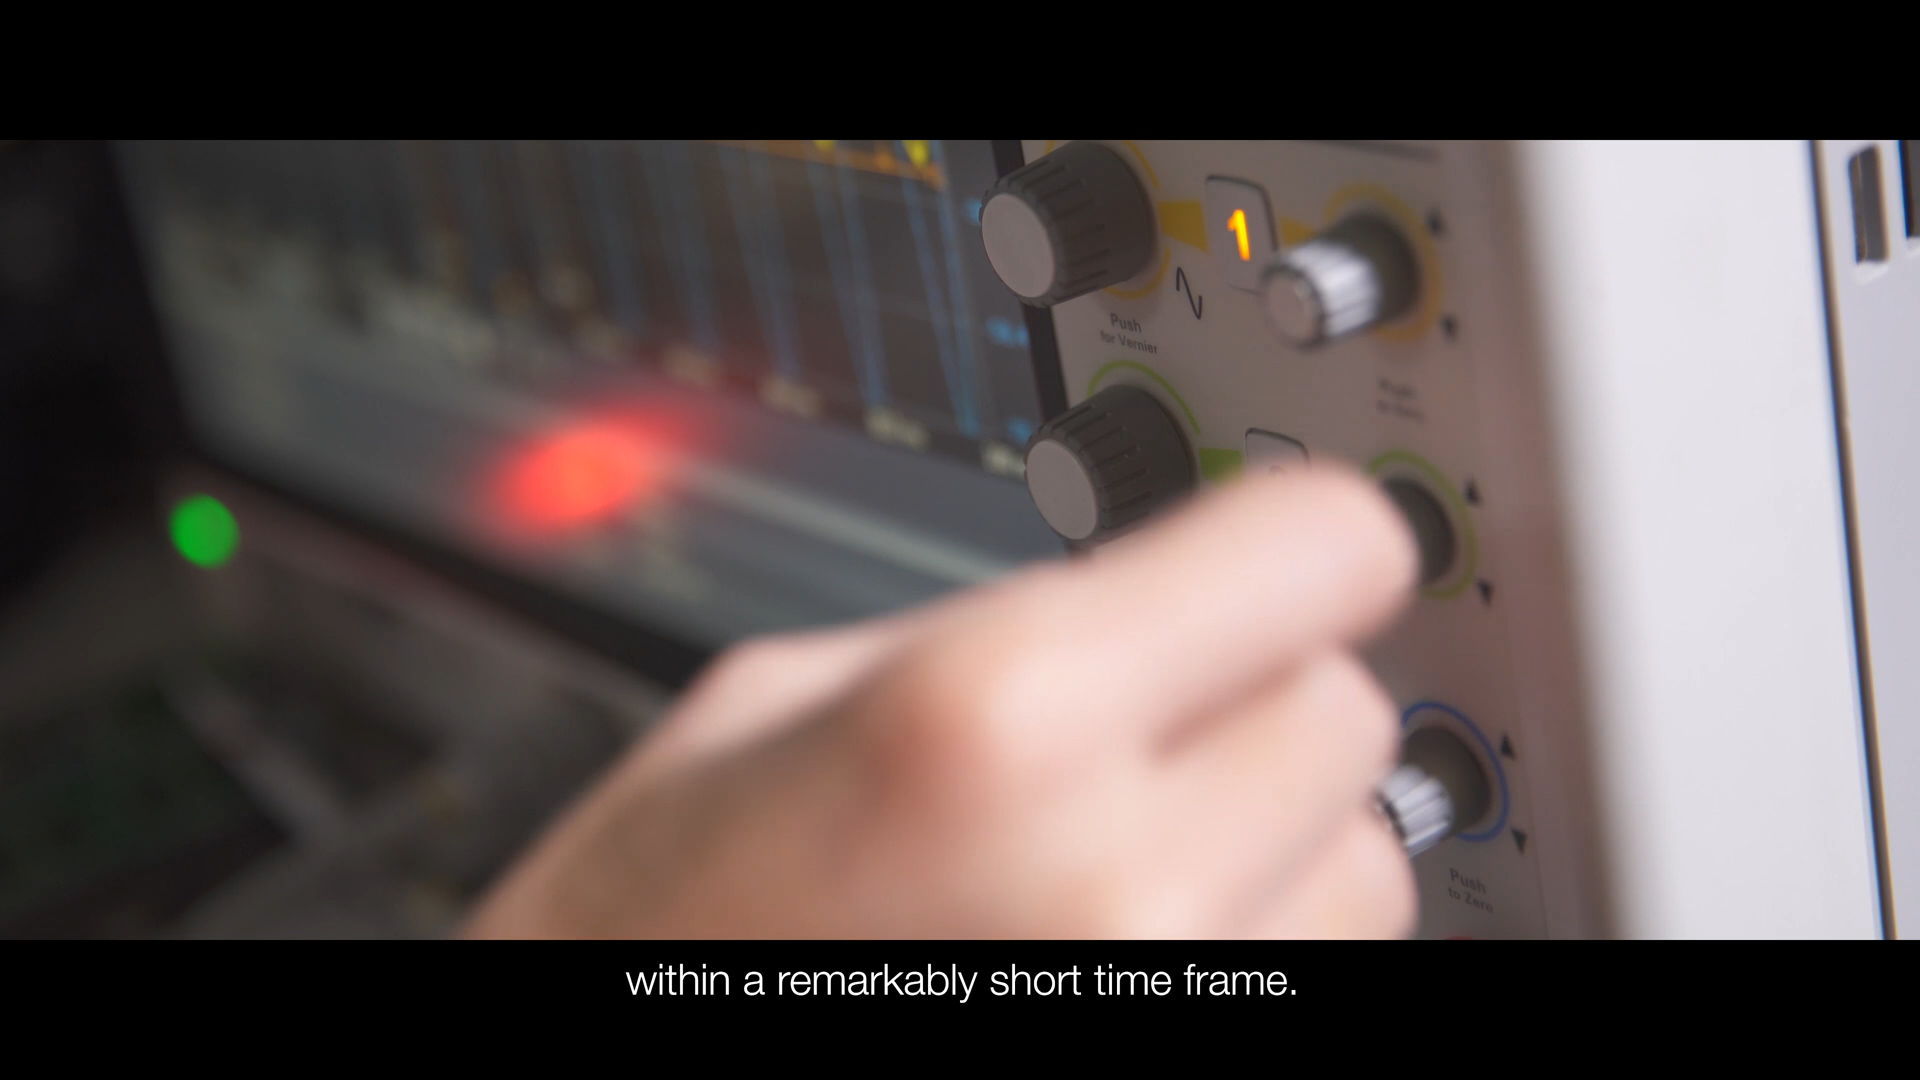 1
Push
for Vernier
Push
to Zero
within a remarkably short time frame.